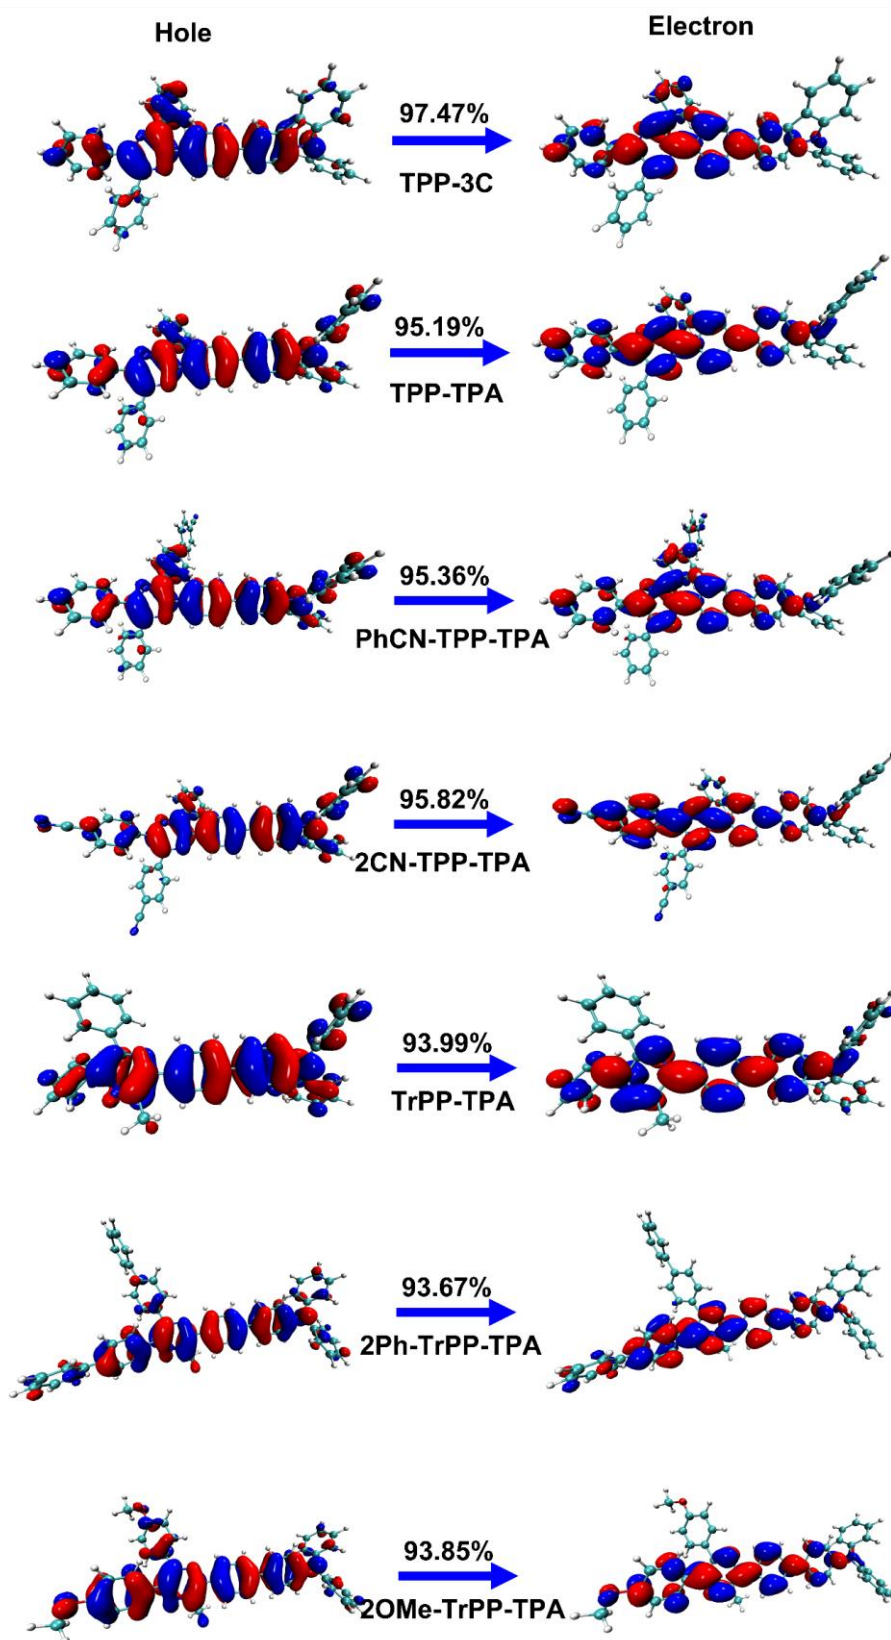 Hole
Electron
97.47%
TPP-3C
95.19%
TPP-TPA
95.36%
PhCN-TPP-TPA
95.82%
2CN-TPP-TPA
93.99%
TrPP-TPA
93.67%
2Ph-TrPP-TPA
93.85%
2OMe-TrPP-TPA